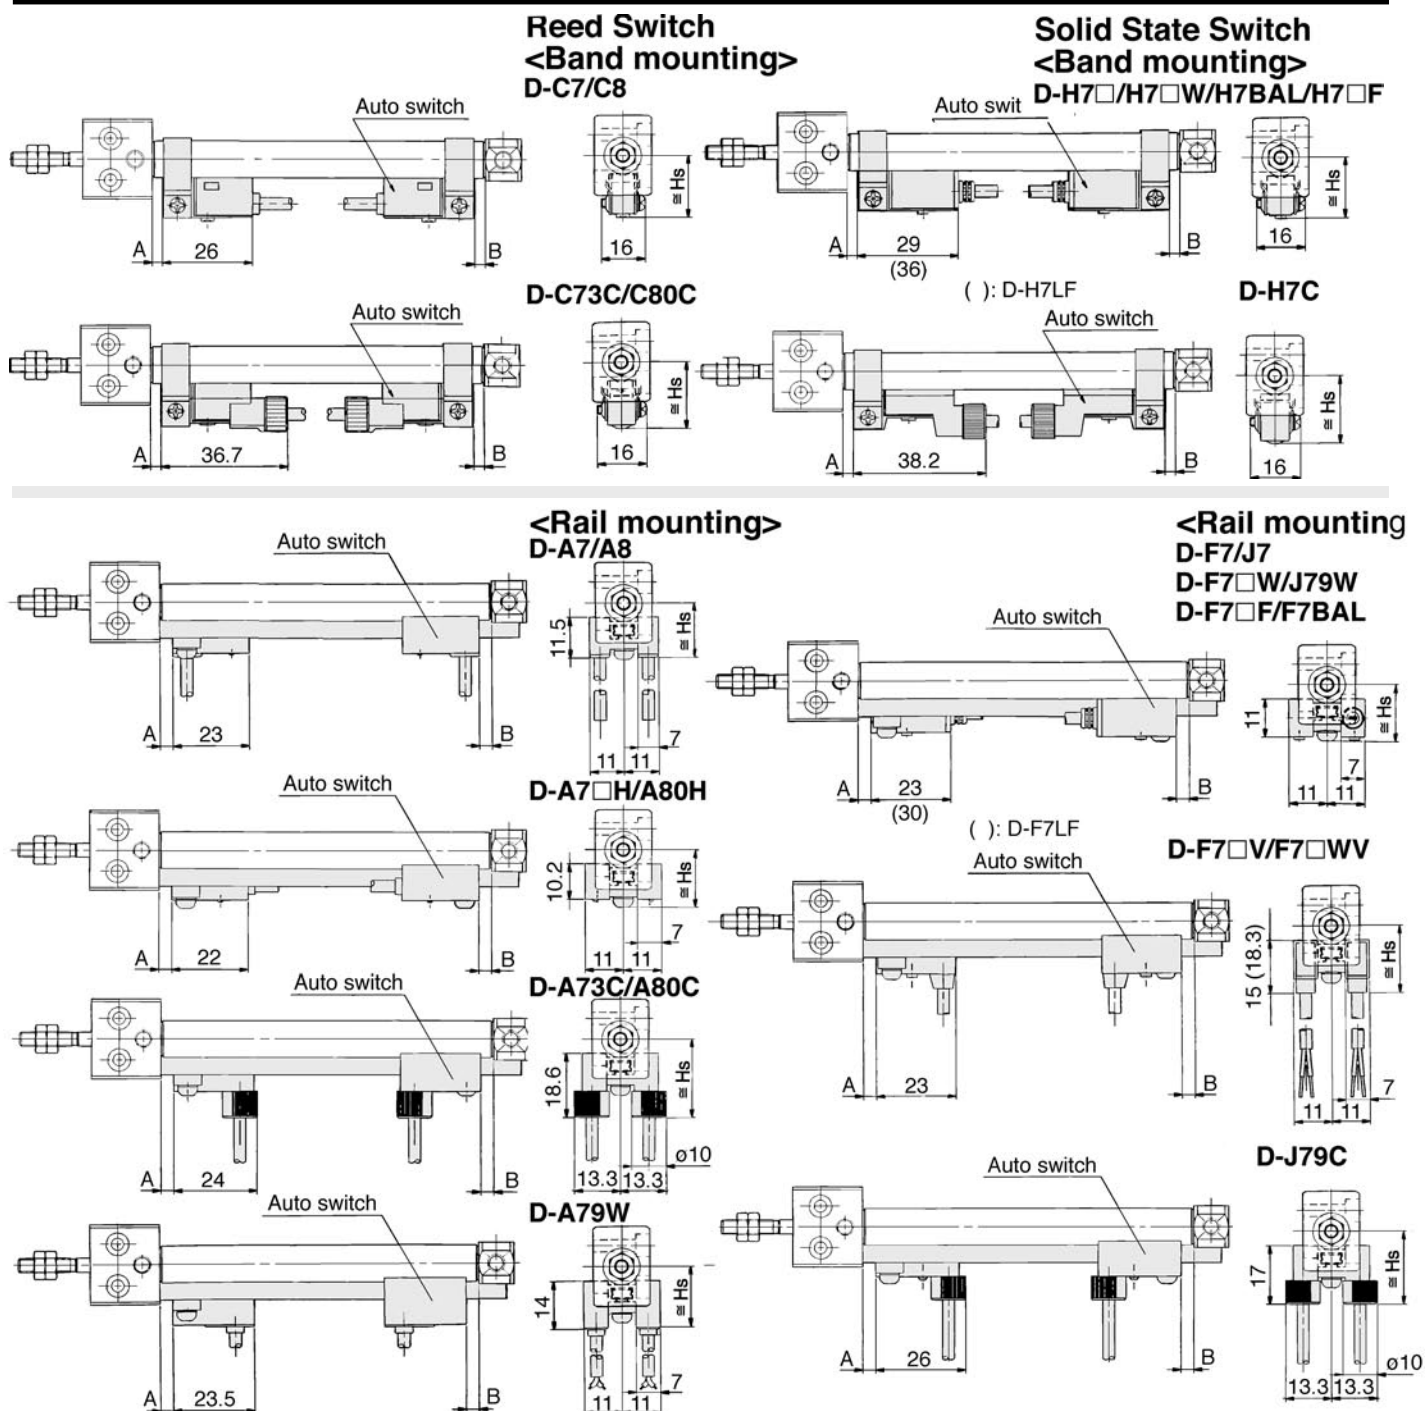 Reed Switch
<Band mounting>
D-C7/C8
Auto switch
A
26
B
≅ Hs
16
Solid State Switch
<Band mounting>
D-H7□/H7□W/H7BAL/H7□F
Auto swit
A
29
(36)
B
≅ Hs
16
( ): D-H7LF
D-C73C/C80C
Auto switch
A
36.7
B
≅ Hs
16
D-H7C
Auto switch
A
38.2
B
≅ Hs
16
<Rail mounting>
D-A7/A8
Auto switch
A
23
B
11.5
≅ Hs
7
11 11
<Rail mounting
D-F7/J7
D-F7□W/J79W
D-F7□F/F7BAL
Auto switch
A
23
(30)
B
11
≅ Hs
7
11 11
( ): D-F7LF
D-A7□H/A80H
Auto switch
A
22
B
10.2
≅ Hs
7
11 11
D-F7□V/F7□WV
Auto switch
A
23
B
15 (18.3)
≅ Hs
7
11 11
D-A73C/A80C
Auto switch
A
24
B
18.6
≅ Hs
ø10
13.3 13.3
D-A79W
Auto switch
A
23.5
B
14
≅ Hs
7
11 11
D-J79C
Auto switch
A
26
B
17
≅ Hs
ø10
13.3 13.3